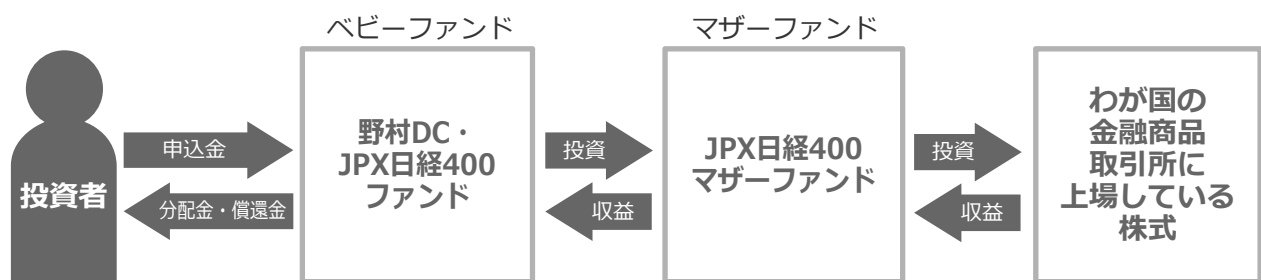 ベビーファンド
マザーファンド
投資者
申込金
分配金・償還金
野村DC・
JPX日経400
ファンド
投資
収益
JPX日経400
マザーファンド
投資
収益
わが国の
金融商品
取引所に
上場している
株式